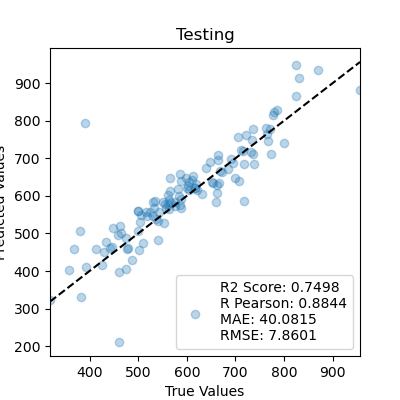 Testing
Predicted Values
900
800
700
600
500
400
300
200
R2 Score: 0.7498
R Pearson: 0.8844
MAE: 40.0815
RMSE: 7.8601
400 500 600 700 800 900
True Values